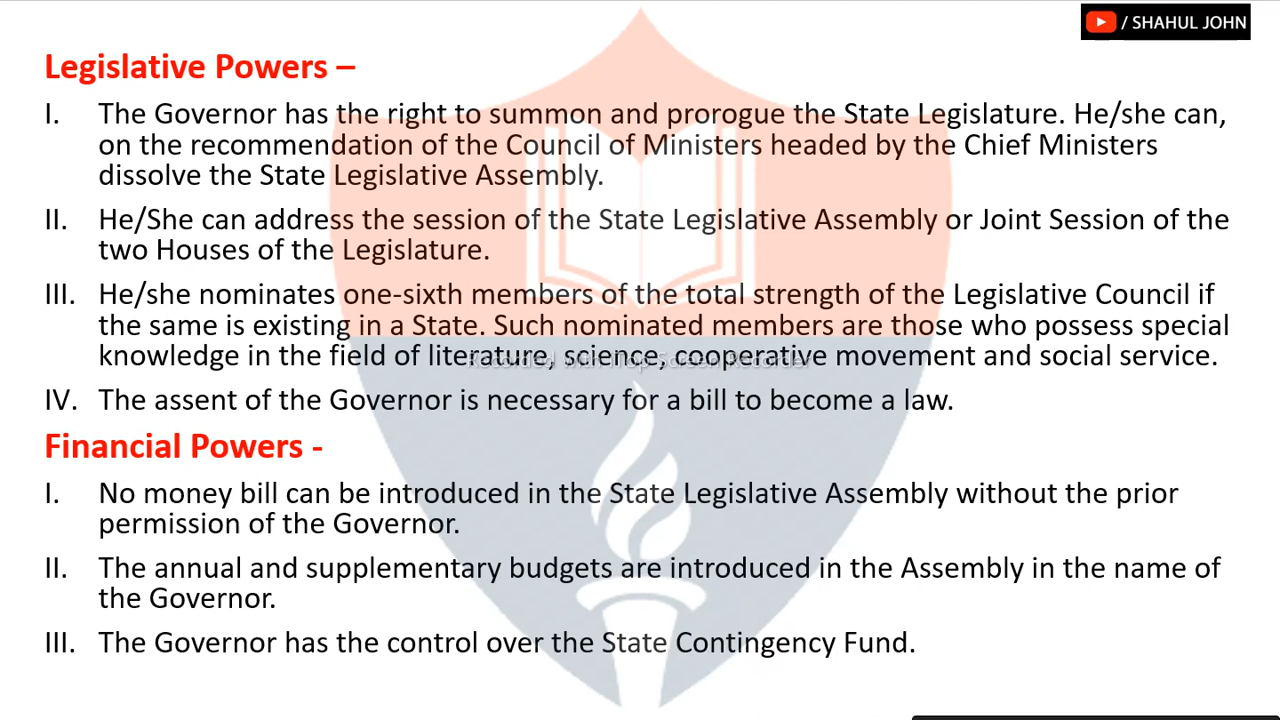 / SHAHUL JOHN
Legislative Powers –
I. The Governor has the right to summon and prorogue the State Legislature. He/she can,
on the recommendation of the Council of Ministers headed by the Chief Ministers
dissolve the State Legislative Assembly.
II. He/She can address the session of the State Legislative Assembly or Joint Session of the
two Houses of the Legislature.
III. He/she nominates one-sixth members of the total strength of the Legislative Council if
the same is existing in a State. Such nominated members are those who possess special
knowledge in the field of literature, science, cooperative movement and social service.
Recorded with iTop Screen Recorder
IV. The assent of the Governor is necessary for a bill to become a law.
Financial Powers -
I. No money bill can be introduced in the State Legislative Assembly without the prior
permission of the Governor.
II. The annual and supplementary budgets are introduced in the Assembly in the name of
the Governor.
III. The Governor has the control over the State Contingency Fund.